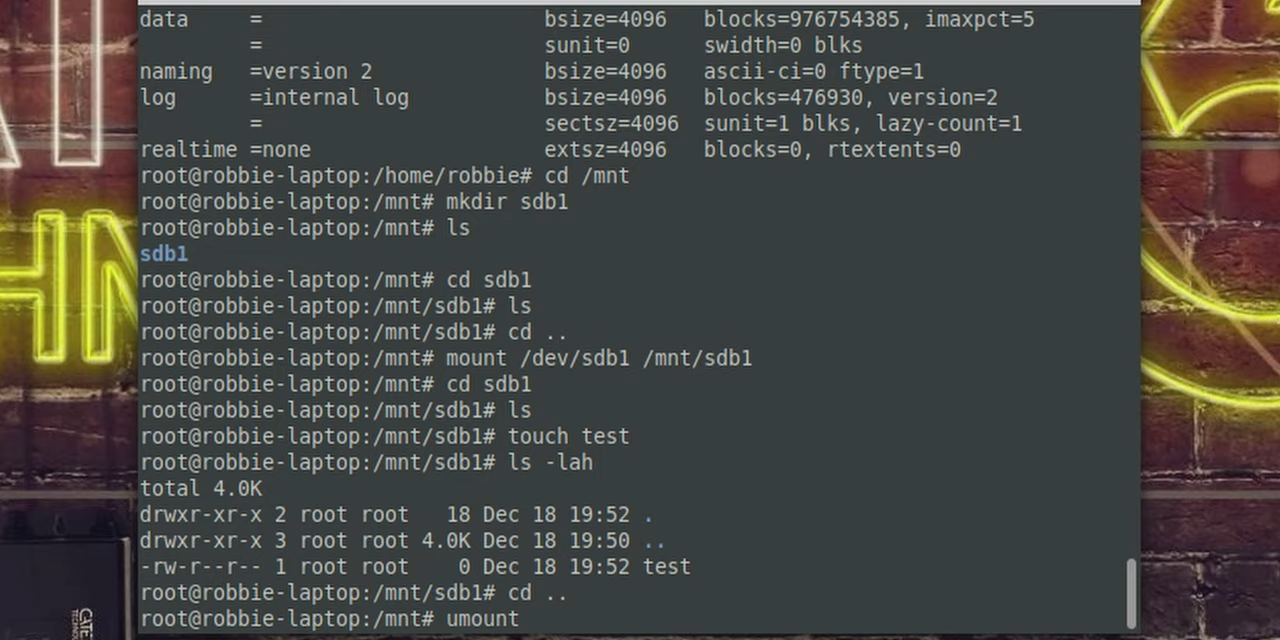 data = bsize=4096 blocks=976754385, imaxpct=5
= sunit=0 swidth=0 blks
naming =version 2 bsize=4096 ascii-ci=0 ftype=1
log =internal log bsize=4096 blocks=476930, version=2
= sectsz=4096 sunit=1 blks, lazy-count=1
realtime =none extsz=4096 blocks=0, rtextents=0
root@robbie-laptop:/home/robbie# cd /mnt
root@robbie-laptop:/mnt# mkdir sdb1
root@robbie-laptop:/mnt# ls
sdb1
root@robbie-laptop:/mnt# cd sdb1
root@robbie-laptop:/mnt/sdb1# ls
root@robbie-laptop:/mnt/sdb1# cd ..
root@robbie-laptop:/mnt# mount /dev/sdb1 /mnt/sdb1
root@robbie-laptop:/mnt# cd sdb1
root@robbie-laptop:/mnt/sdb1# ls
root@robbie-laptop:/mnt/sdb1# touch test
root@robbie-laptop:/mnt/sdb1# ls -lah
total 4.0K
drwxr-xr-x 2 root root 18 Dec 18 19:52 .
drwxr-xr-x 3 root root 4.0K Dec 18 19:50 ..
-rw-r--r-- 1 root root 0 Dec 18 19:52 test
root@robbie-laptop:/mnt/sdb1# cd ..
root@robbie-laptop:/mnt# umount